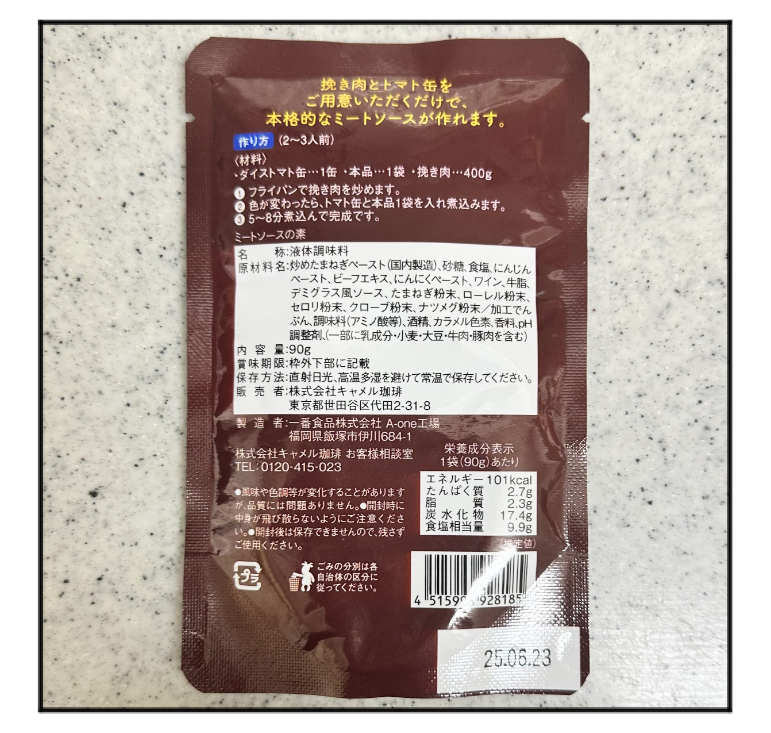 挽き肉とトマト缶を
ご用意いただくだけで、
本格的なミートソースが作れます。
作り方 (2〜3人前)
〈材料〉
・ダイストマト缶…1缶 ・本品…1袋 ・挽き肉…400g
① フライパンで挽き肉を炒めます。
② 色が変わったら、トマト缶と本品1袋を入れ煮込みます。
③ 5〜8分煮込んで完成です。
ミートソースの素
名称:液体調味料
原材料名:炒めたまねぎペースト(国内製造)、砂糖、食塩、にんじん
ペースト、ビーフエキス、にんにくペースト、ワイン、牛脂、
デミグラス風ソース、たまねぎ粉末、ローレル粉末、
セロリ粉末、クローブ粉末、ナツメグ粉末/加工でん
ぷん、調味料(アミノ酸等)、酒精、カラメル色素、香料、pH
調整剤、(一部に乳成分・小麦・大豆・牛肉・豚肉を含む)
内容量:90g
賞味期限:枠外下部に記載
保存方法:直射日光、高温多湿を避けて常温で保存してください。
販売者:株式会社キャメル珈琲
東京都世田谷区代田2-31-8
製造者:一番食品株式会社 A-one工場
福岡県飯塚市伊川684-1
株式会社キャメル珈琲 お客様相談室
TEL:0120-415-023
栄養成分表示
1袋(90g)あたり
エネルギー 101kcal
たんぱく質 2.7g
脂質 2.3g
炭水化物 17.4g
食塩相当量 9.9g
(推定値)
●風味や色調等が変化することがあります
が、品質には問題ありません。●開封時に
中身が飛び散らないようにご注意くださ
い。●開封後は保存できませんので、残さず
ご使用ください。
プラ
ごみの分別は各
自治体の区分に
従ってください。
25.06.23